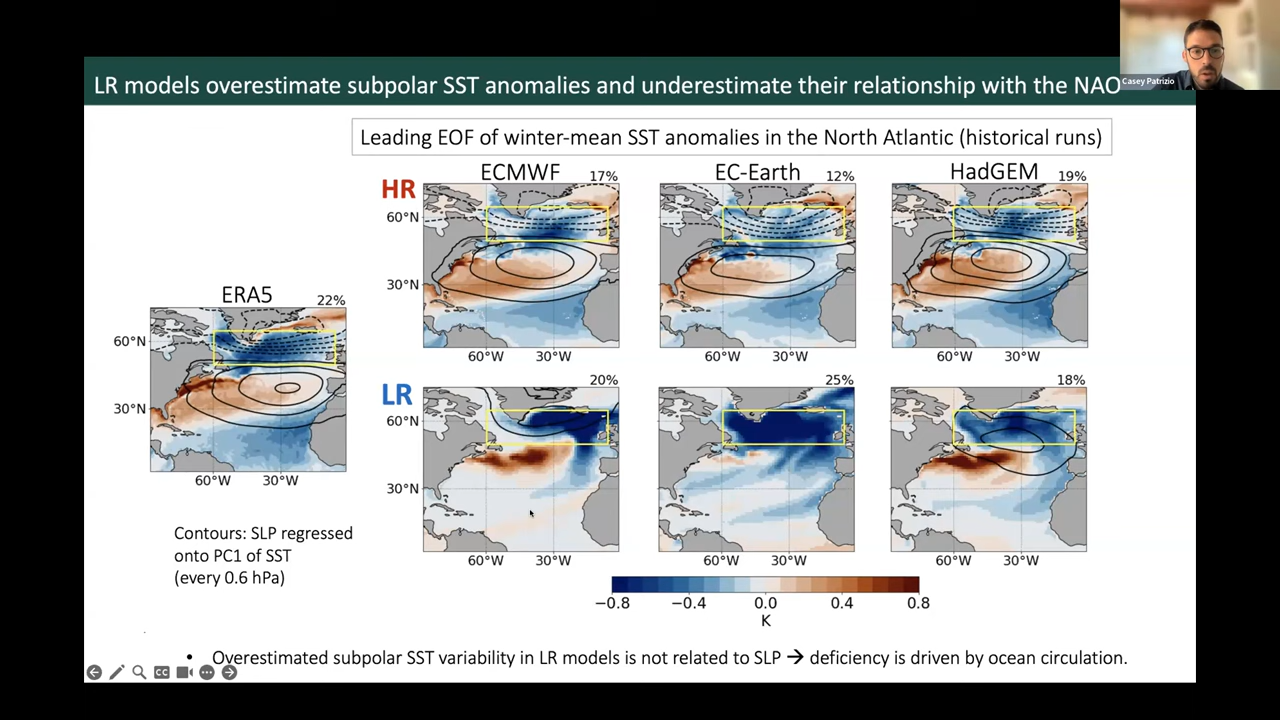 LR models overestimate subpolar SST anomalies and underestimate their relationship with the NAO
Casey Patrizio
Leading EOF of winter-mean SST anomalies in the North Atlantic (historical runs)
HR
ECMWF
17%
EC-Earth
12%
HadGEM
19%
60°N
30°N
60°W
30°W
60°W
30°W
60°W
30°W
ERA5
22%
60°N
30°N
60°W
30°W
LR
20%
25%
18%
60°N
30°N
60°W
30°W
60°W
30°W
60°W
30°W
Contours: SLP regressed
onto PC1 of SST
(every 0.6 hPa)
−0.8
−0.4
0.0
0.4
0.8
K
• Overestimated subpolar SST variability in LR models is not related to SLP → deficiency is driven by ocean circulation.
CC